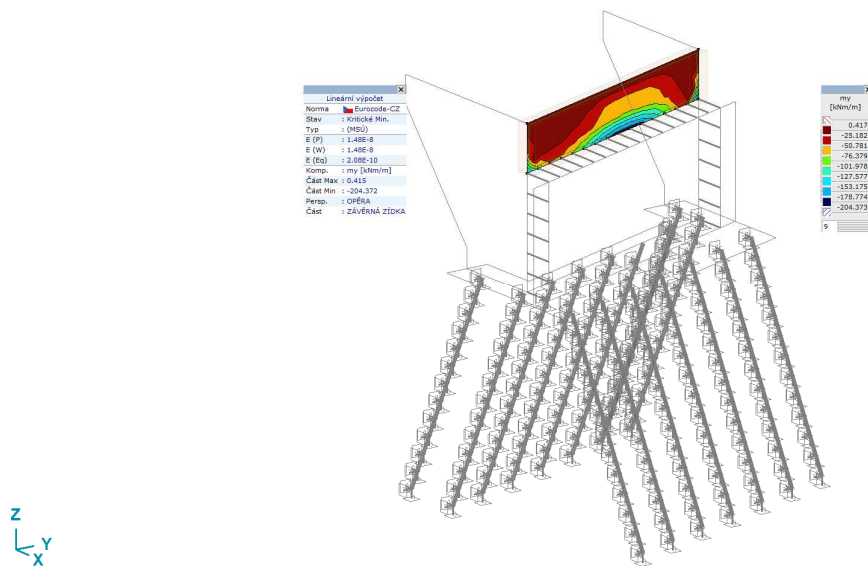 Lineární výpočet
Norma Eurocode-CZ
Stav : Kritické Min.
Typ : (MSÚ)
E (P) : 1.48E-8
E (W) : 1.48E-8
E (Eq) : 2.08E-10
Komp. : my [kNm/m]
Část Max : 0.415
Část Min : -204.372
Persp. : OPĚRA
Část : ZÁVĚRNÁ ZÍDKA
my
[kNm/m]
0.417
-25.182
-50.781
-76.379
-101.978
-127.577
-153.175
-178.774
-204.373
9
Z
Y
X